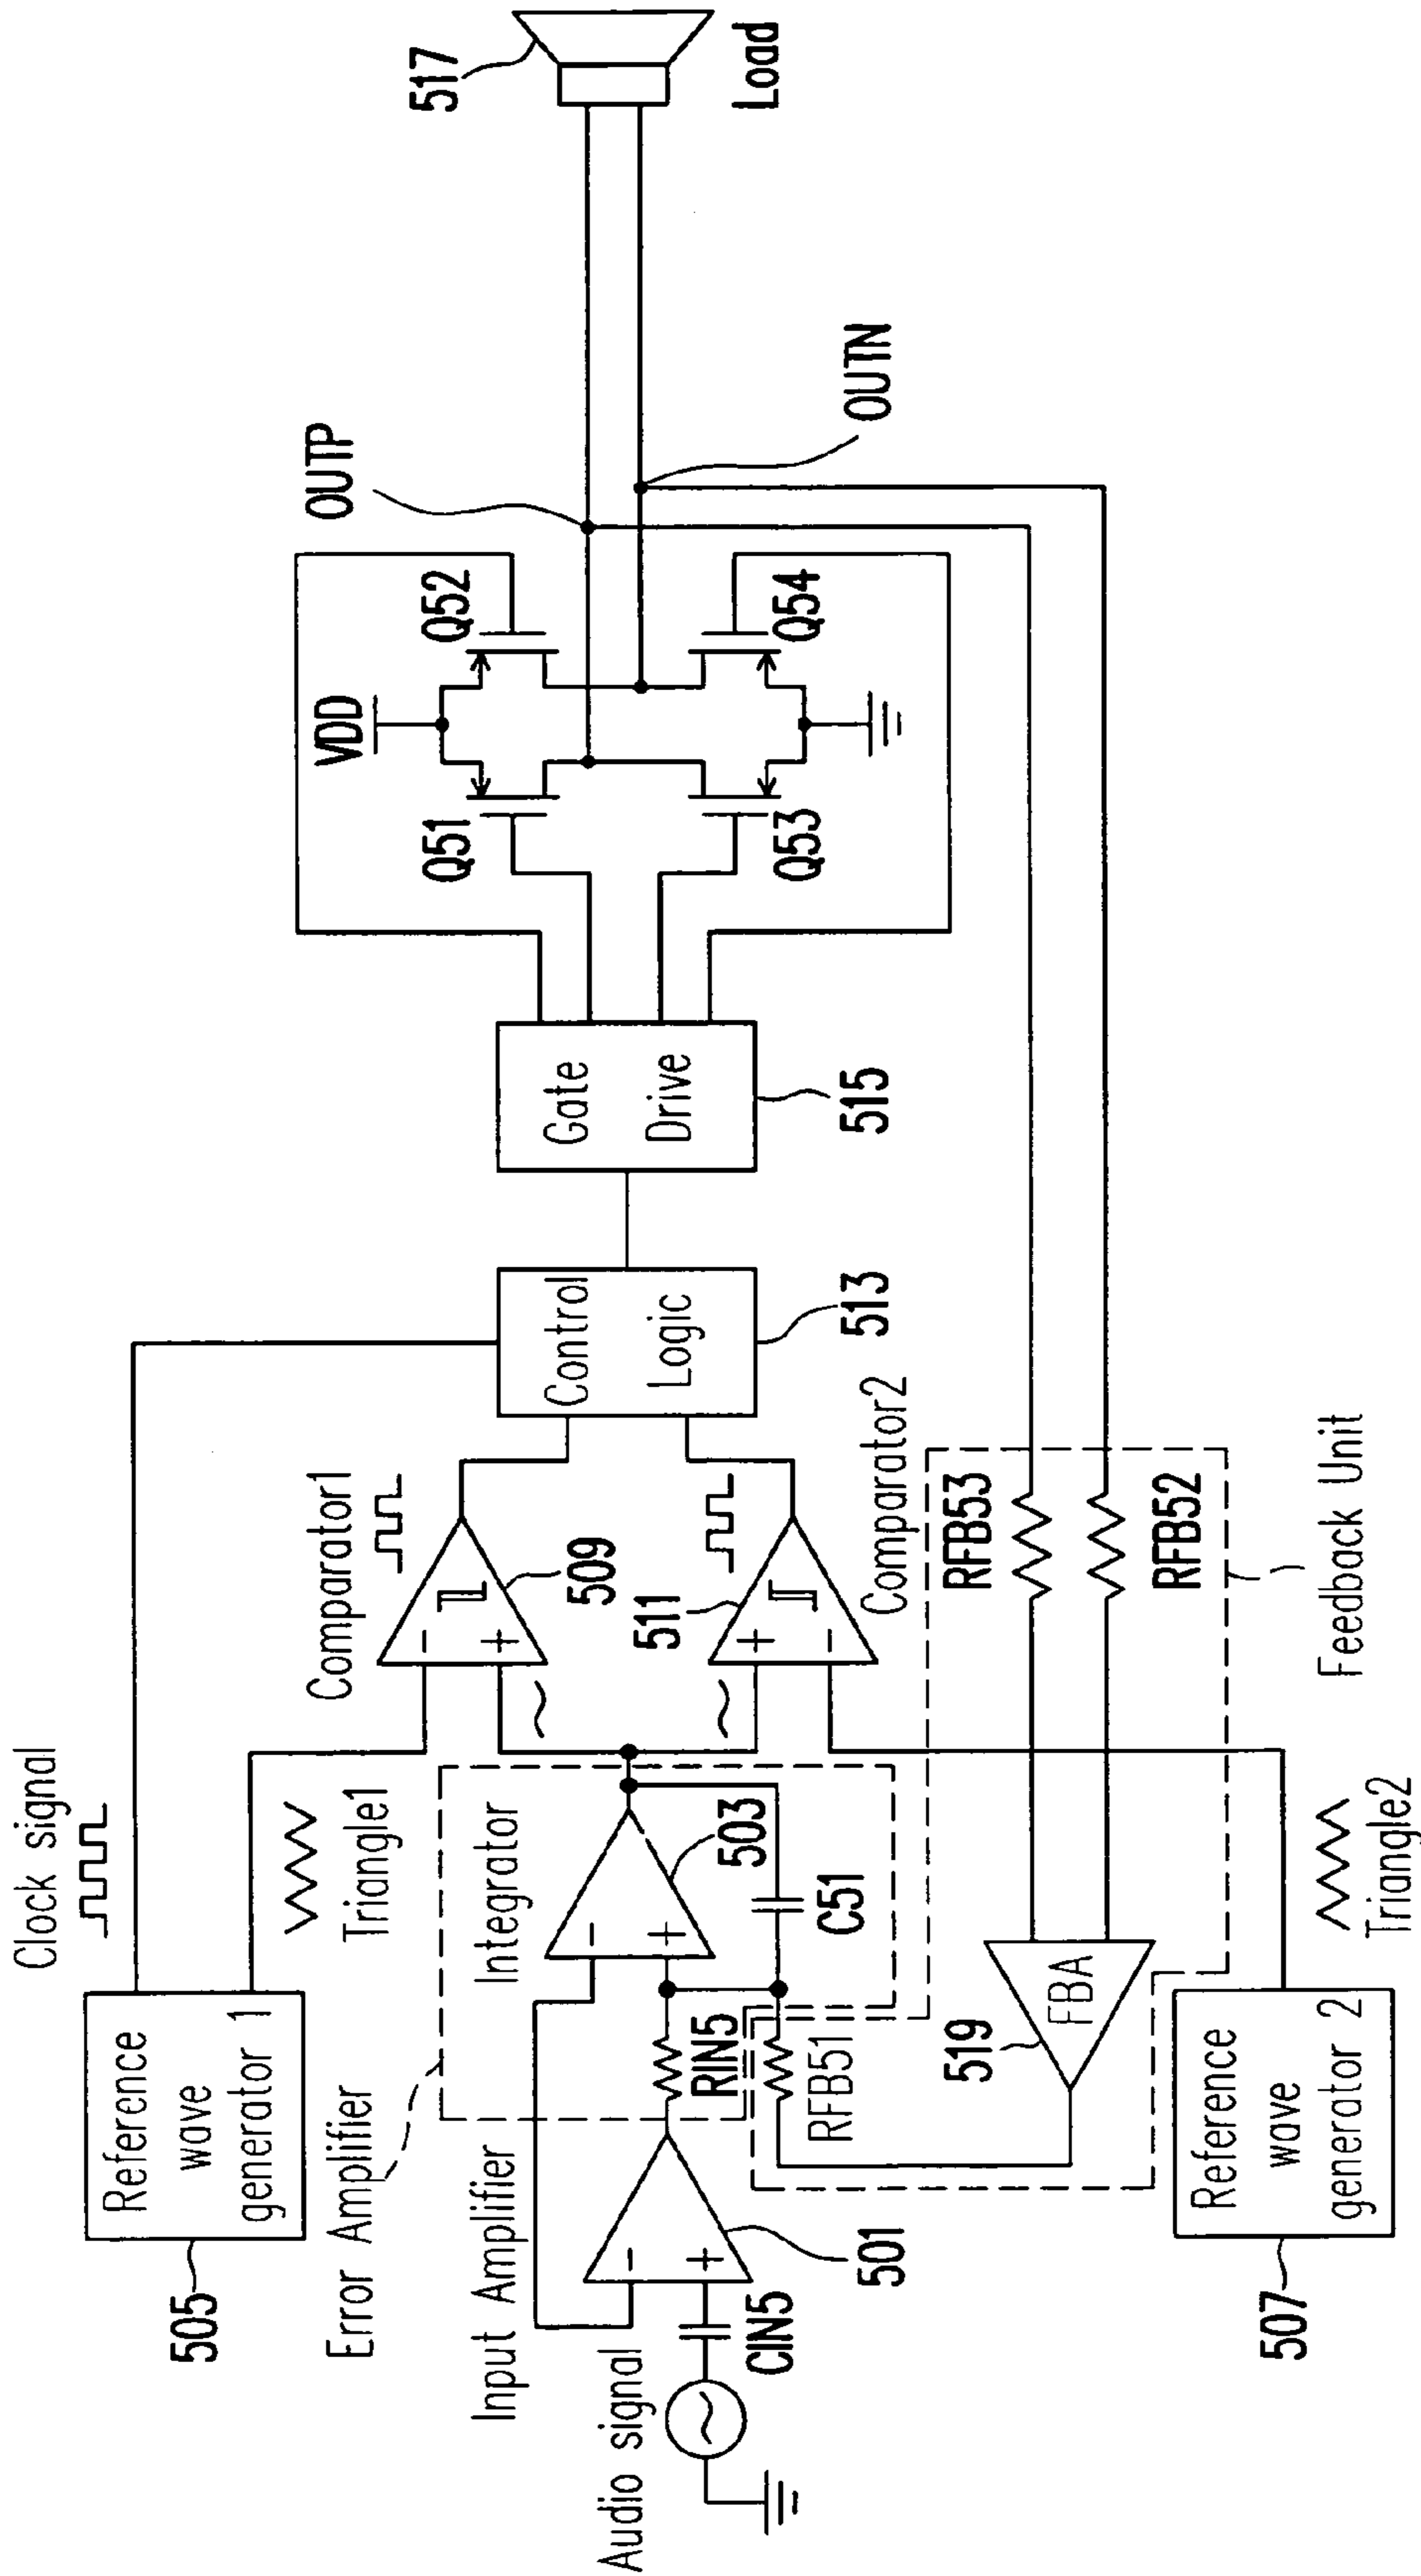 Clock signal
505
Reference
wave
generator 1
Triangle1
Error Amplifier
Input Amplifier
Audio signal
CIN5
501
Integrator
503
RIN5
C51
RFB51
Comparator1
509
511
Comparator2
Control
Logic
513
Gate
Drive
515
VDD
Q51
Q52
Q53
Q54
OUTP
OUTN
517
Load
519
FBA
RFB53
RFB52
Feedback Unit
507
Reference
wave
generator 2
Triangle2